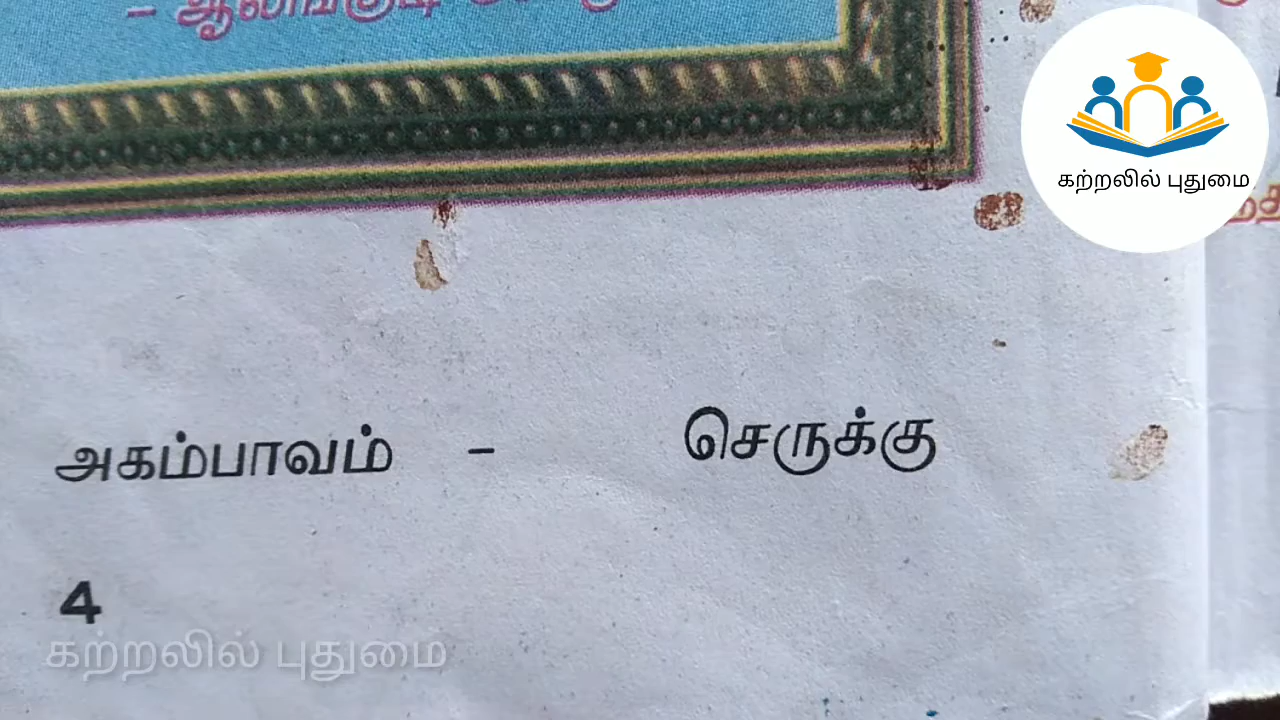 கற்றலில் புதுமை
அகம்பாவம் - செருக்கு
4
கற்றலில் புதுமை